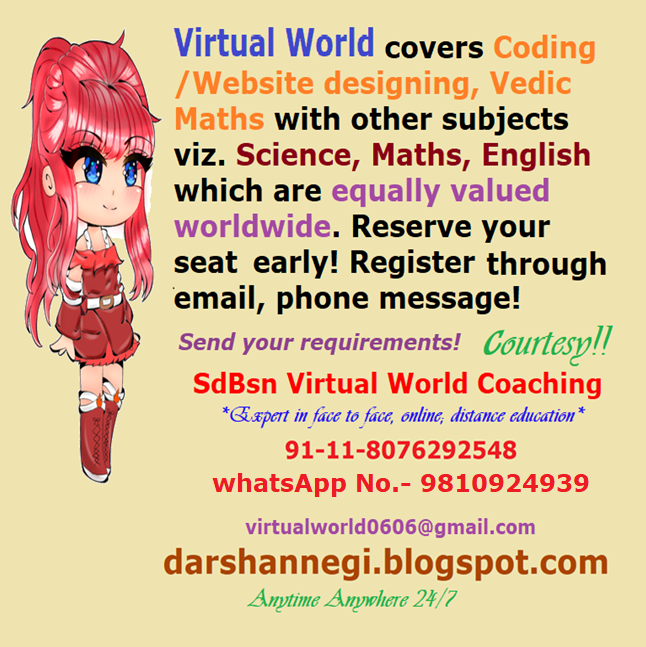 Virtual World covers Coding
/Website designing, Vedic
Maths with other subjects
viz. Science, Maths, English
which are equally valued
worldwide. Reserve your
seat early! Register through
email, phone message!
Send your requirements! Courtesy!!
SdBsn Virtual World Coaching
*Expert in face to face, online, distance education*
91-11-8076292548
whatsApp No.- 9810924939
virtualworld0606@gmail.com
darshannegi.blogspot.com
Anytime Anywhere 24/7